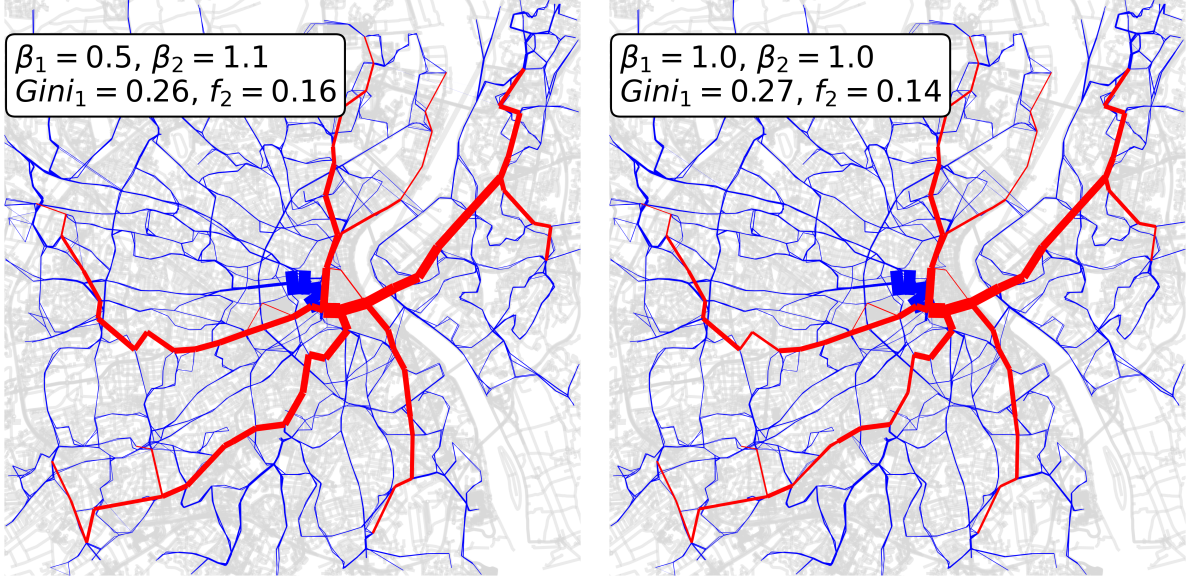 β₁ = 0.5, β₂ = 1.1
Gini₁ = 0.26, f₂ = 0.16
β₁ = 1.0, β₂ = 1.0
Gini₁ = 0.27, f₂ = 0.14